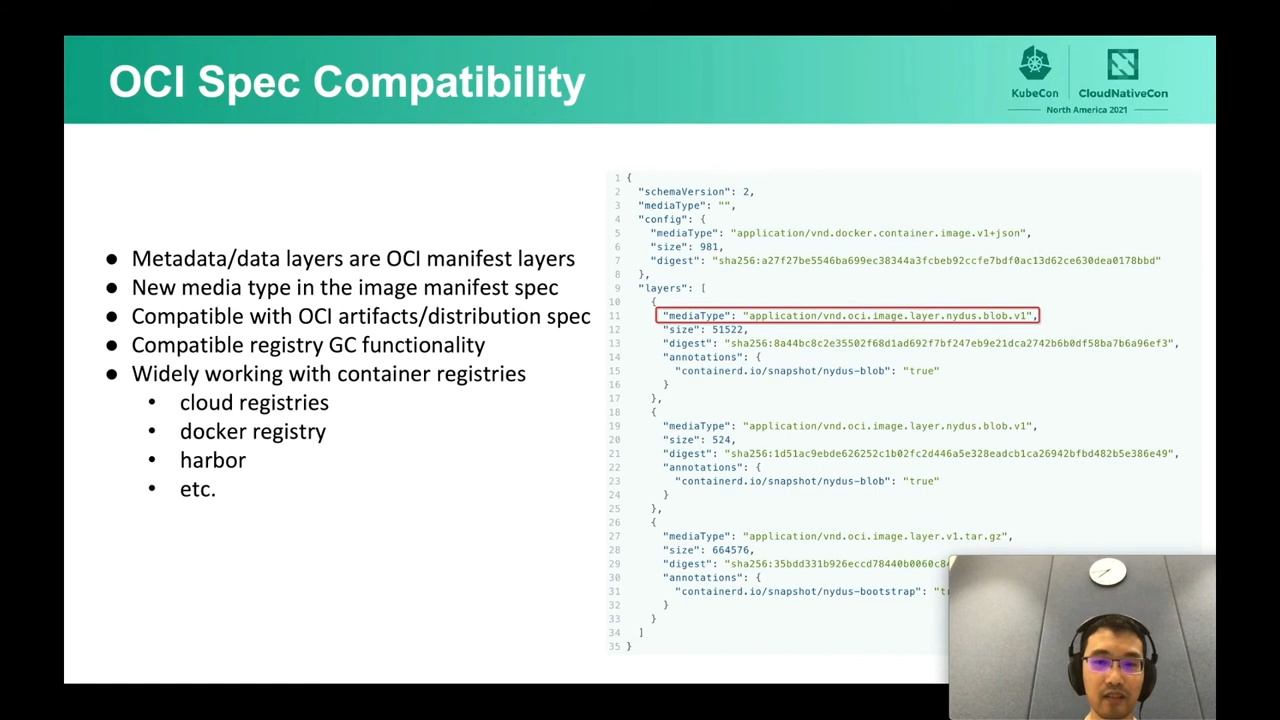 OCI Spec Compatibility
KubeCon
CloudNativeCon
North America 2021
● Metadata/data layers are OCI manifest layers
● New media type in the image manifest spec
● Compatible with OCI artifacts/distribution spec
● Compatible registry GC functionality
● Widely working with container registries
• cloud registries
• docker registry
• harbor
• etc.
1 {
2 "schemaVersion": 2,
3 "mediaType": "",
4 "config": {
5 "mediaType": "application/vnd.docker.container.image.v1+json",
6 "size": 981,
7 "digest": "sha256:a27f27be5546ba699ec38344a3fcbeb92ccfe7bdf0ac13d62ce630dea0178bbd"
8 },
9 "layers": [
10 {
11 "mediaType": "application/vnd.oci.image.layer.nydus.blob.v1",
12 "size": 51522,
13 "digest": "sha256:8a44bc8c2e35502f68d1ad692f7bf247eb9e21dca2742b6b0df58ba7b6a96ef3",
14 "annotations": {
15 "containerd.io/snapshot/nydus-blob": "true"
16 }
17 },
18 {
19 "mediaType": "application/vnd.oci.image.layer.nydus.blob.v1",
20 "size": 524,
21 "digest": "sha256:1d51ac9ebde626252c1b02fc2d446a5e328eadcb1ca26942bfbd482b5e386e49",
22 "annotations": {
23 "containerd.io/snapshot/nydus-blob": "true"
24 }
25 },
26 {
27 "mediaType": "application/vnd.oci.image.layer.v1.tar.gz",
28 "size": 664576,
29 "digest": "sha256:35bdd331b926eccd78440b0060c8
30 "annotations": {
31 "containerd.io/snapshot/nydus-bootstrap":
32 }
33 }
34 ]
35 }